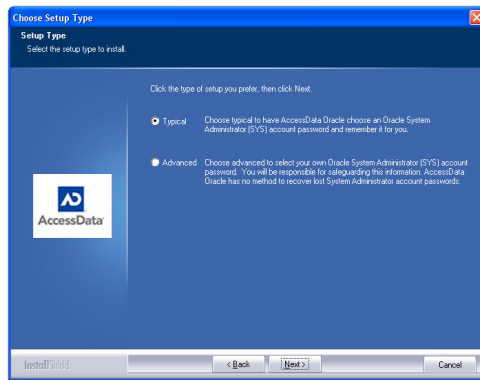 Choose Setup Type
Setup Type
Select the setup type to install.
Click the type of setup you prefer, then click Next.
Typical
Choose typical to have AccessData Oracle choose an Oracle System
Administrator (SYS) account password and remember it for you.
Advanced
Choose advanced to select your own Oracle System Administrator (SYS) account
password. You will be responsible for safeguarding this information. AccessData
Oracle has no method to recover lost System Administrator account passwords.
AccessData
InstallShield
< Back
Next >
Cancel